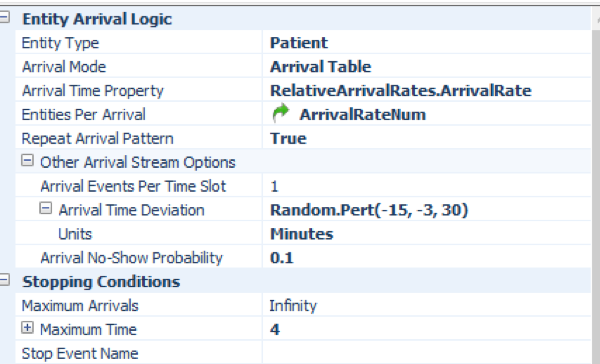 Entity Arrival Logic
Entity Type Patient
Arrival Mode Arrival Table
Arrival Time Property RelativeArrivalRates.ArrivalRate
Entities Per Arrival ArrivalRateNum
Repeat Arrival Pattern True
Other Arrival Stream Options
Arrival Events Per Time Slot 1
Arrival Time Deviation Random.Pert(-15, -3, 30)
Units Minutes
Arrival No-Show Probability 0.1
Stopping Conditions
Maximum Arrivals Infinity
Maximum Time 4
Stop Event Name